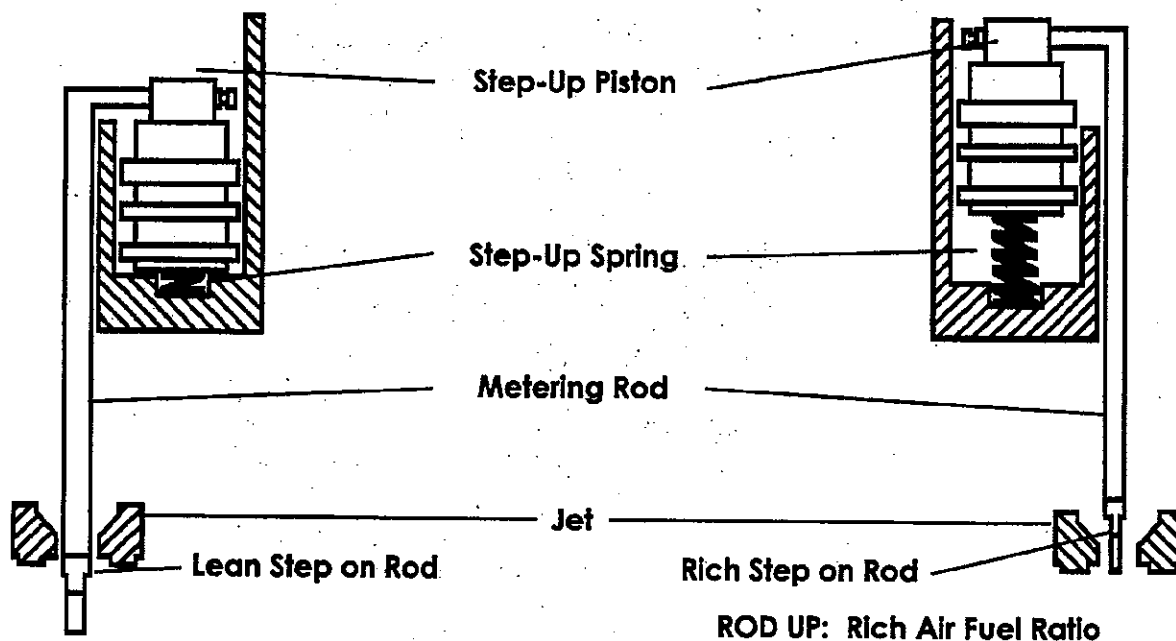 Step-Up Piston
Step-Up Spring
Metering Rod
Jet
Lean Step on Rod
Rich Step on Rod
ROD UP: Rich Air Fuel Ratio